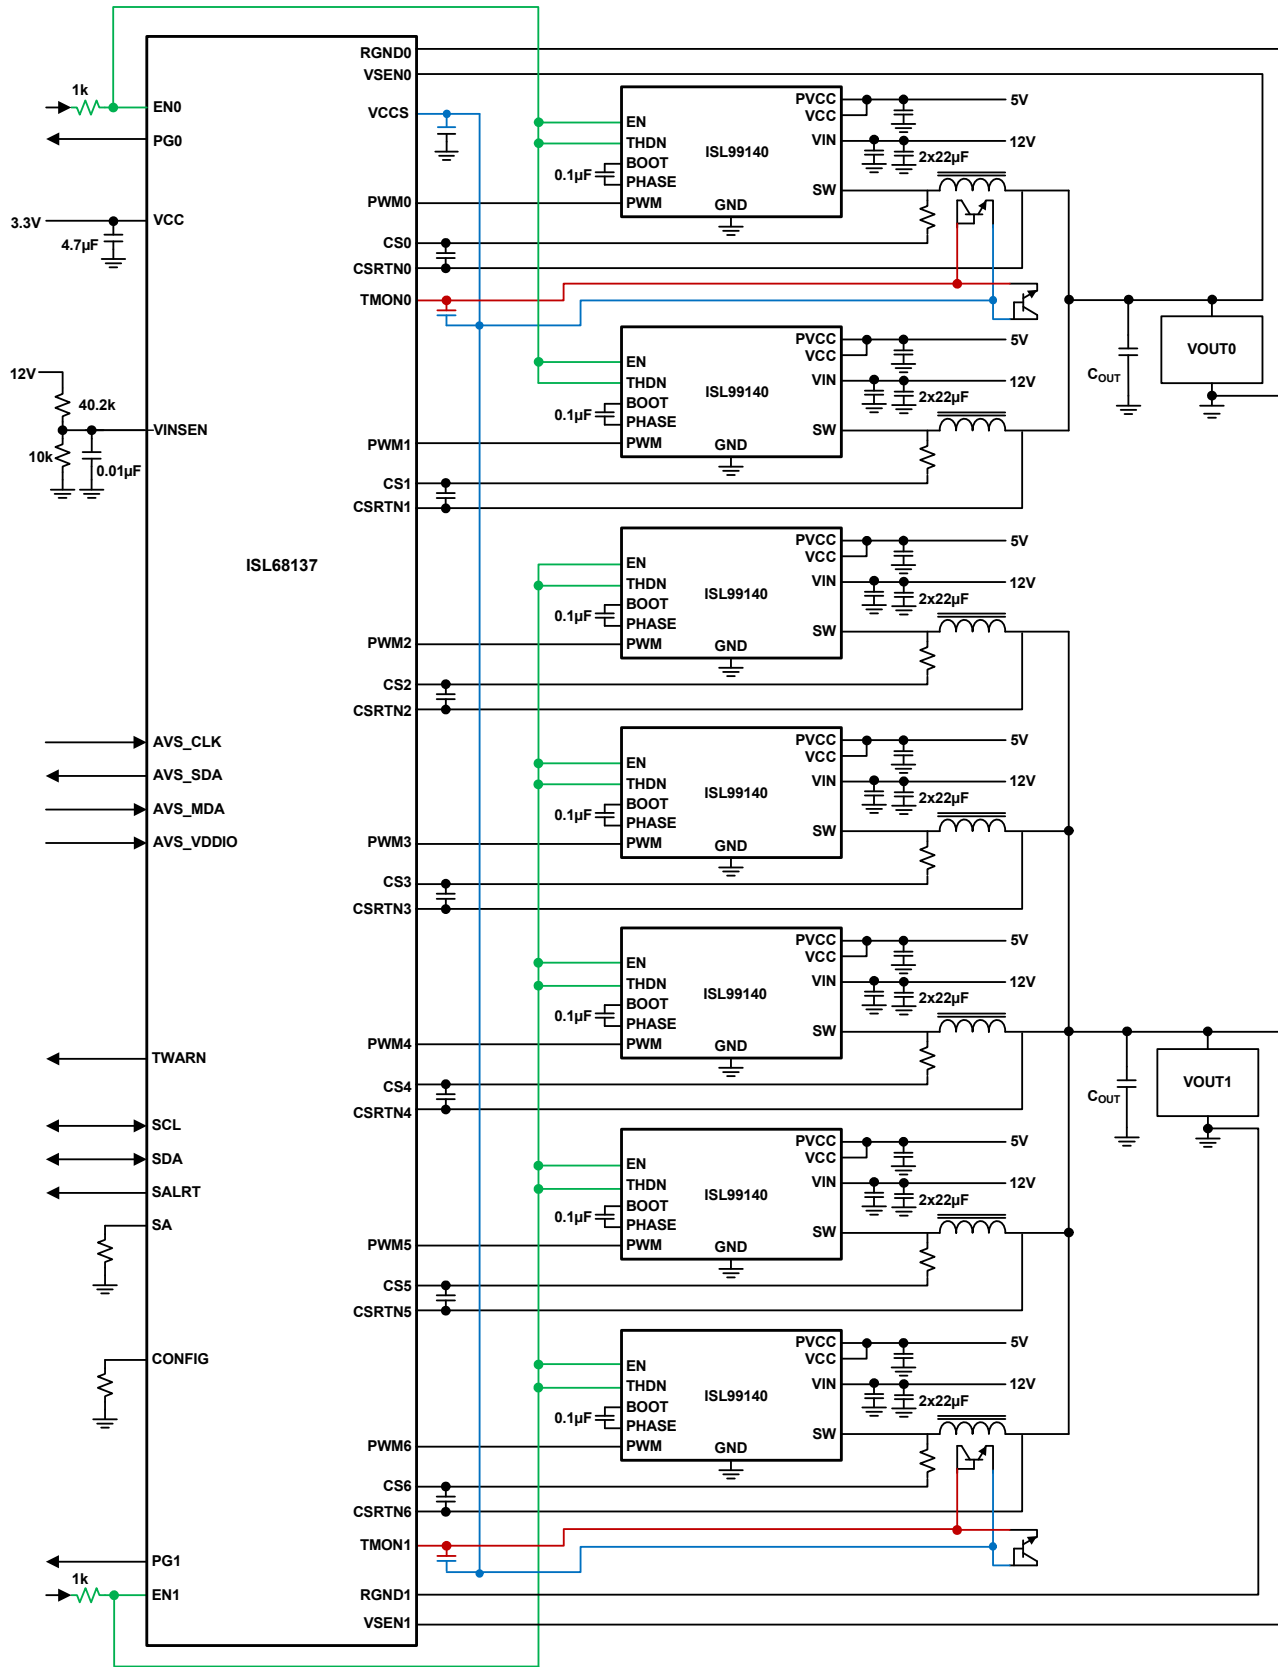 RGND0
VSEN0
1k
EN0
VCCS
PG0
PWM0
3.3V
VCC
4.7µF
CS0
CSRTN0
TMON0
12V
40.2k
VINSEN
10k
0.01µF
PWM1
CS1
CSRTN1
ISL68137
PWM2
CS2
CSRTN2
AVS_CLK
AVS_SDA
AVS_MDA
AVS_VDDIO
PWM3
CS3
CSRTN3
TWARN
PWM4
CS4
CSRTN4
SCL
SDA
SALRT
SA
PWM5
CS5
CSRTN5
CONFIG
PWM6
CS6
CSRTN6
TMON1
PG1
1k
EN1
RGND1
VSEN1
PVCC
5V
VCC
EN
THDN
VIN
12V
ISL99140
BOOT
0.1µF
PHASE
2x22µF
SW
PWM
GND
PVCC
5V
VCC
EN
THDN
VIN
12V
ISL99140
BOOT
0.1µF
PHASE
2x22µF
SW
PWM
GND
VOUT0
COUT
PVCC
5V
VCC
EN
THDN
VIN
12V
ISL99140
BOOT
0.1µF
PHASE
2x22µF
SW
PWM
GND
PVCC
5V
VCC
EN
THDN
VIN
12V
ISL99140
BOOT
0.1µF
PHASE
2x22µF
SW
PWM
GND
PVCC
5V
VCC
EN
THDN
VIN
12V
ISL99140
BOOT
0.1µF
PHASE
2x22µF
SW
PWM
GND
VOUT1
COUT
PVCC
5V
VCC
EN
THDN
VIN
12V
ISL99140
BOOT
0.1µF
PHASE
2x22µF
SW
PWM
GND
PVCC
5V
VCC
EN
THDN
VIN
12V
ISL99140
BOOT
0.1µF
PHASE
2x22µF
SW
PWM
GND